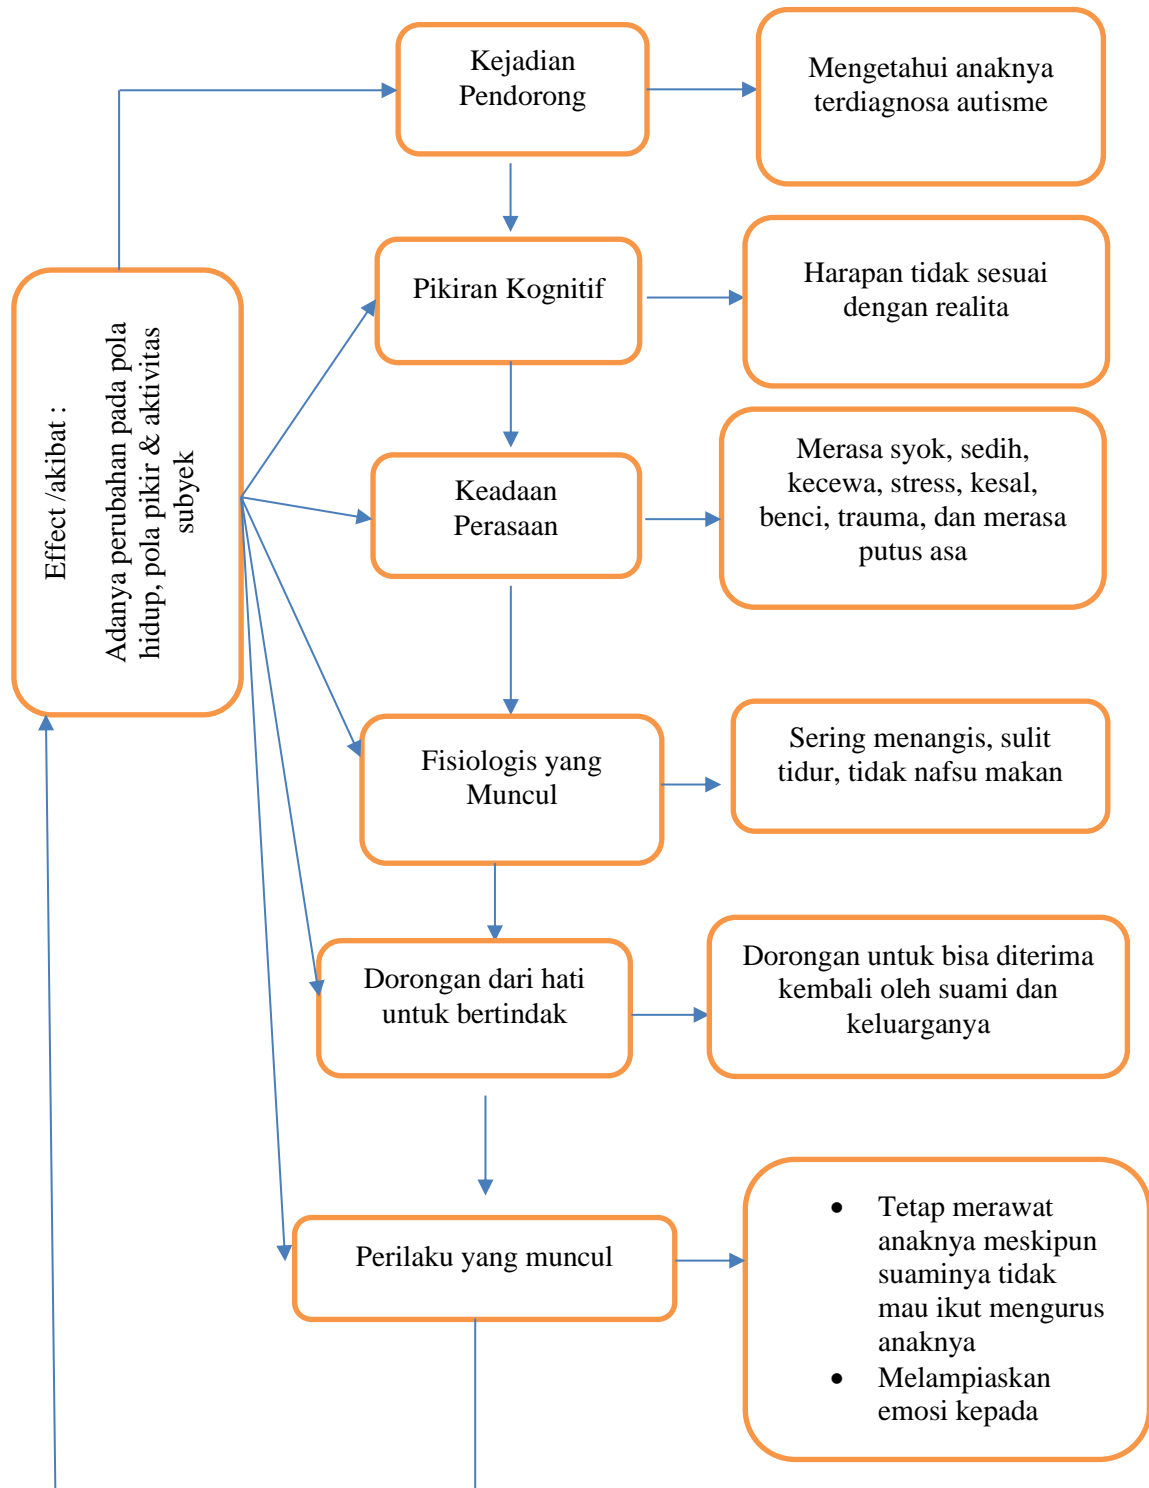 Kejadian
Pendorong
Mengetahui anaknya
terdiagnosa autisme
Effect /akibat :
Adanya perubahan pada pola
hidup, pola pikir & aktivitas
subyek
Pikiran Kognitif
Harapan tidak sesuai
dengan realita
Keadaan
Perasaan
Merasa syok, sedih,
kecewa, stress, kesal,
benci, trauma, dan merasa
putus asa
Fisiologis yang
Muncul
Sering menangis, sulit
tidur, tidak nafsu makan
Dorongan dari hati
untuk bertindak
Dorongan untuk bisa diterima
kembali oleh suami dan
keluarganya
Perilaku yang muncul
• Tetap merawat
anaknya meskipun
suaminya tidak
mau ikut mengurus
anaknya
• Melampiaskan
emosi kepada